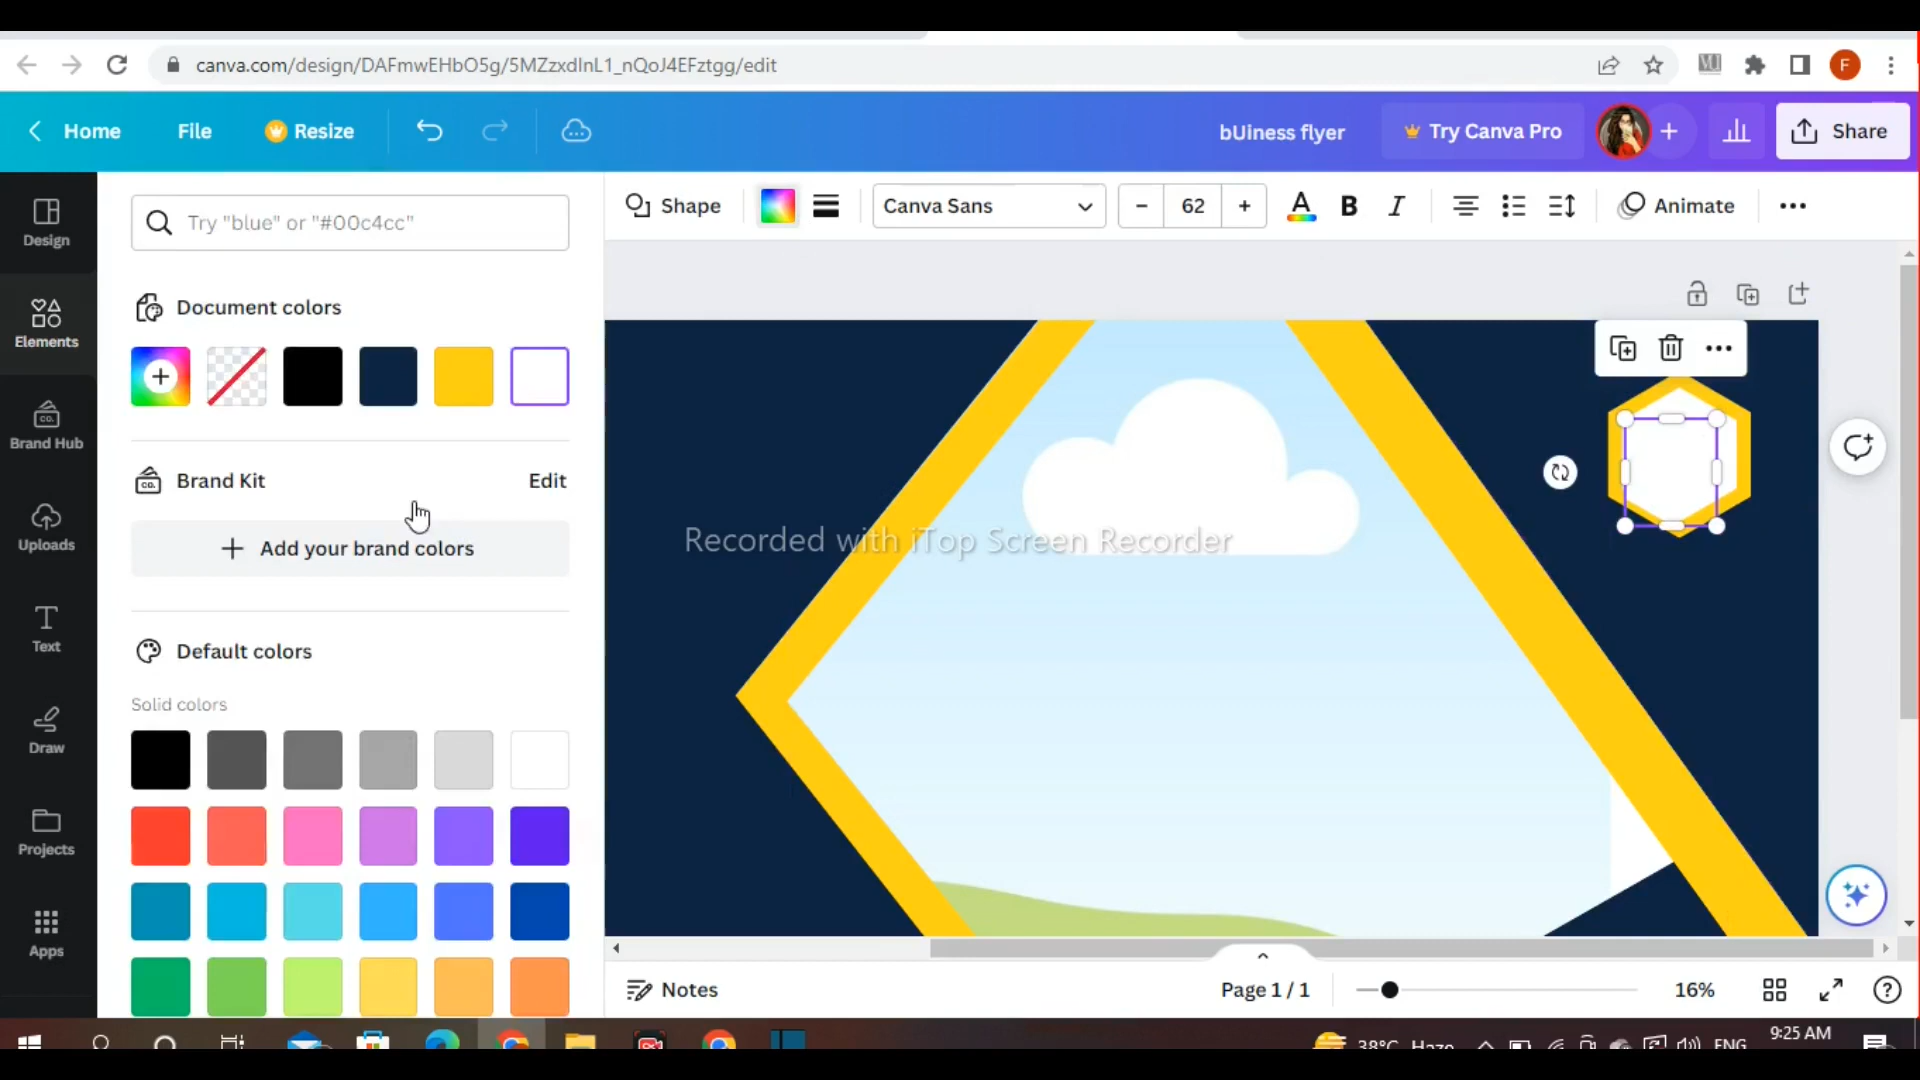 canva.com/design/DAFmwEHbO5g/5MZzxdlnL1_nQoJ4EFztgg/edit
F
Home
File
Resize
bUiness flyer
Try Canva Pro
Share
Design
Elements
Brand Hub
Uploads
Text
Draw
Projects
Apps
Try "blue" or "#00c4cc"
Document colors
Brand Kit
Edit
Add your brand colors
Default colors
Solid colors
Shape
Canva Sans
62
A
B
I
Animate
Recorded with iTop Screen Recorder
Notes
Page 1 / 1
16%
38°C Haze
ENG
9:25 AM